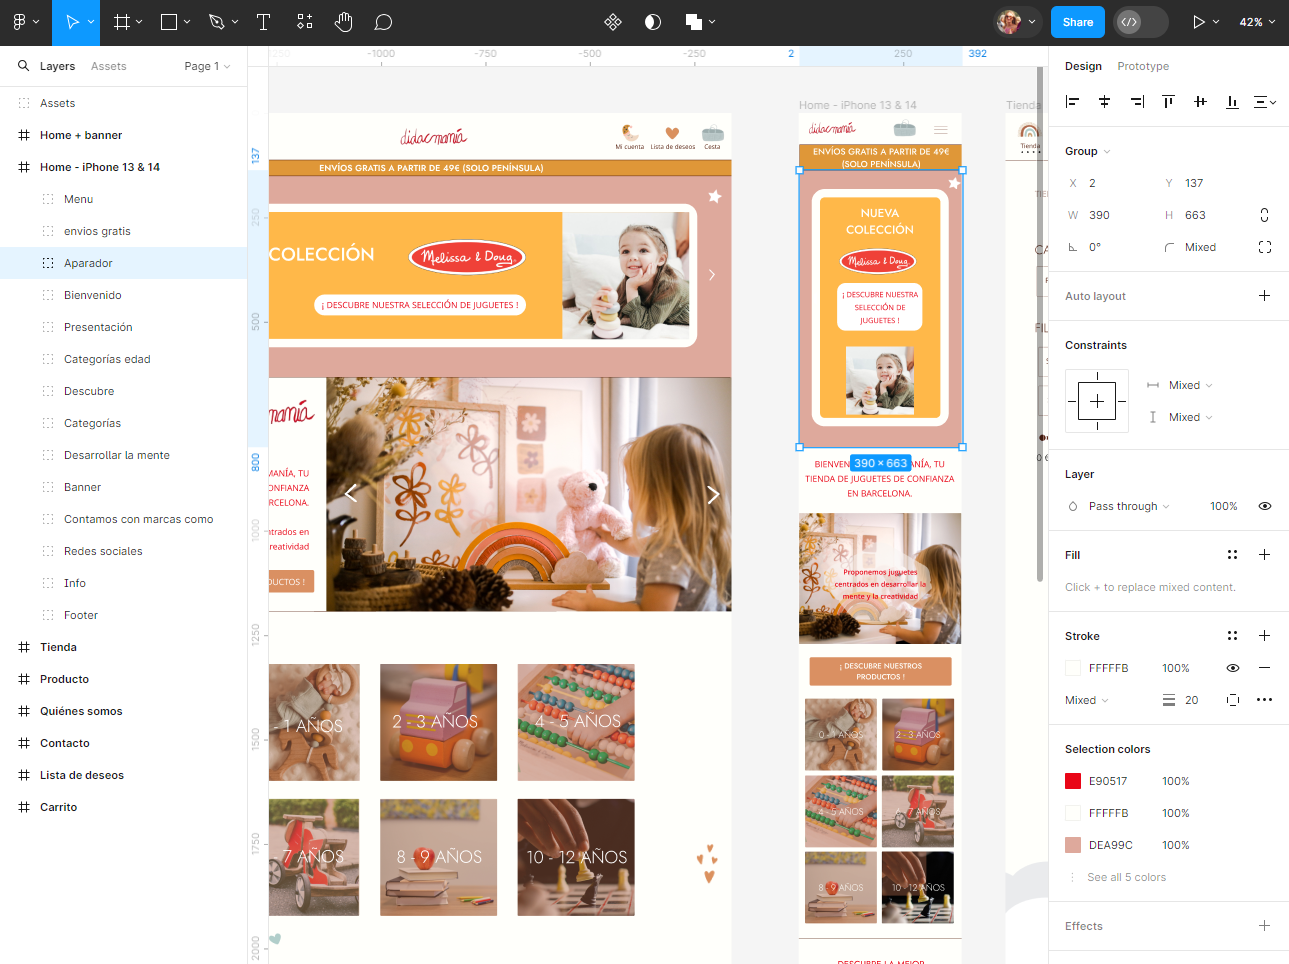 Share
42%
Layers
Assets
Page 1
Assets
Home + banner
Home - iPhone 13 & 14
Menu
envios gratis
Aparador
Bienvenido
Presentación
Categorías edad
Descubre
Categorías
Desarrollar la mente
Banner
Contamos con marcas como
Redes sociales
Info
Footer
Tienda
Producto
Quiénes somos
Contacto
Lista de deseos
Carrito
-1000
-750
-500
-250
2
250
392
137
250
500
800
1000
1250
1500
1750
2000
didacmanía
Mi cuenta
Lista de deseos
Cesta
ENVÍOS GRATIS A PARTIR DE 49€ (SOLO PENÍNSULA)
COLECCIÓN
Melissa & Doug
¡ DESCUBRE NUESTRA SELECCIÓN DE JUGUETES !
manía
MANÍA, TU
ONFIANZA
RCELONA.
ntrados en
reatividad
DUCTOS !
- 1 AÑOS
2 - 3 AÑOS
4 - 5 AÑOS
7 AÑOS
8 - 9 AÑOS
10 - 12 AÑOS
Home - iPhone 13 & 14
didacmanía
ENVÍOS GRATIS A PARTIR DE 49€
(SOLO PENÍNSULA)
NUEVA
COLECCIÓN
Melissa & Doug
¡ DESCUBRE NUESTRA
SELECCIÓN DE
JUGUETES !
390 × 663
BIENVEN
ANÍA, TU
TIENDA DE JUGUETES DE CONFIANZA
EN BARCELONA.
Proponemos juguetes
centrados en desarrollar la
mente y la creatividad
¡ DESCUBRE NUESTROS
PRODUCTOS !
0 - 1 AÑOS
2 - 3 AÑOS
4 - 5 AÑOS
6 - 7 AÑOS
8 - 9 AÑOS
10 - 12 AÑOS
DESCUBRE LA MEJOR
Tienda
Tienda
TIE
CA
FIL
0 €
Design
Prototype
Group
X
2
Y
137
W
390
H
663
0°
Mixed
Auto layout
Constraints
Mixed
Mixed
Layer
Pass through
100%
Fill
Click + to replace mixed content.
Stroke
FFFFFB
100%
Mixed
20
Selection colors
E90517
100%
FFFFFB
100%
DEA99C
100%
See all 5 colors
Effects